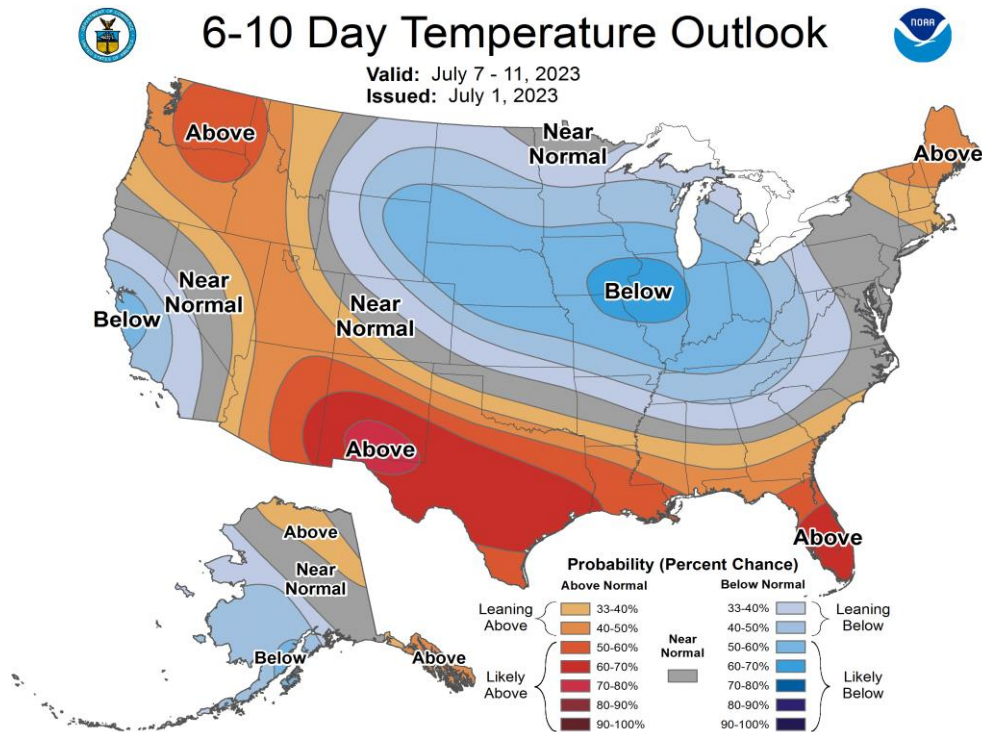 6-10 Day Temperature Outlook
NOAA
Valid: July 7 - 11, 2023
Issued: July 1, 2023
Above
Near
Normal
Above
Near
Normal
Near
Normal
Below
Below
Above
Above
Above
Near
Normal
Below
Above
Probability (Percent Chance)
Above Normal
Below Normal
Leaning
Above
33-40%
40-50%
33-40%
40-50%
Leaning
Below
Near
Normal
Likely
Above
50-60%
60-70%
70-80%
80-90%
90-100%
50-60%
60-70%
70-80%
80-90%
90-100%
Likely
Below